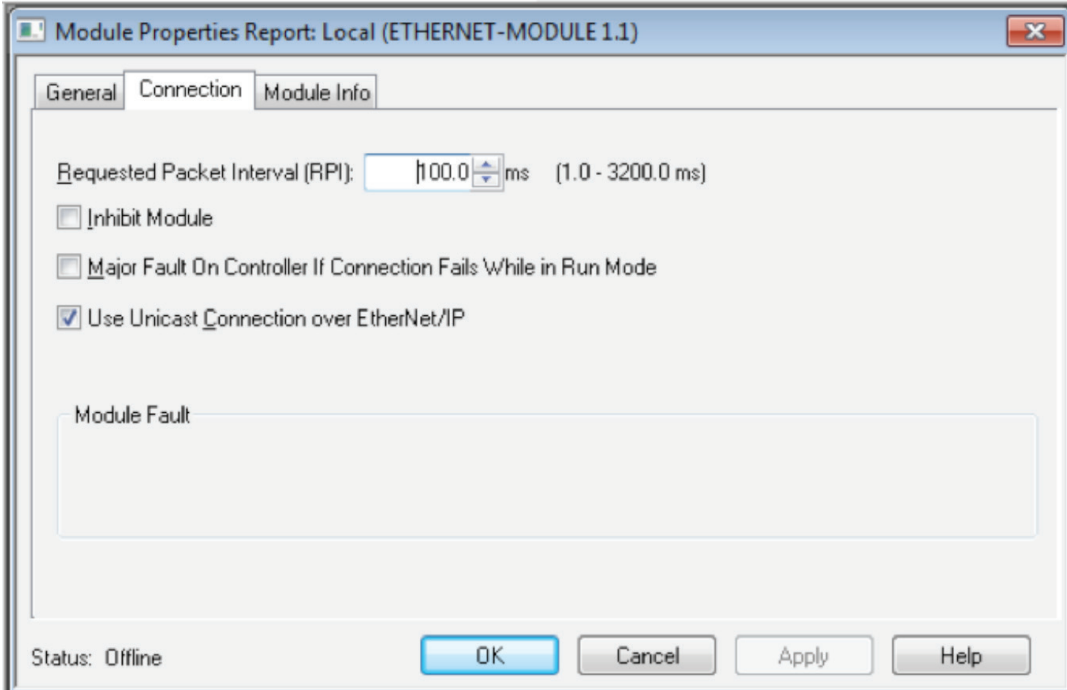 Module Properties Report: Local (ETHERNET-MODULE 1.1)
General Connection Module Info
Requested Packet Interval (RPI): 100.0 ms (1.0 - 3200.0 ms)
Inhibit Module
Major Fault On Controller If Connection Fails While in Run Mode
Use Unicast Connection over EtherNet/IP
Module Fault
Status: Offline OK Cancel Apply Help